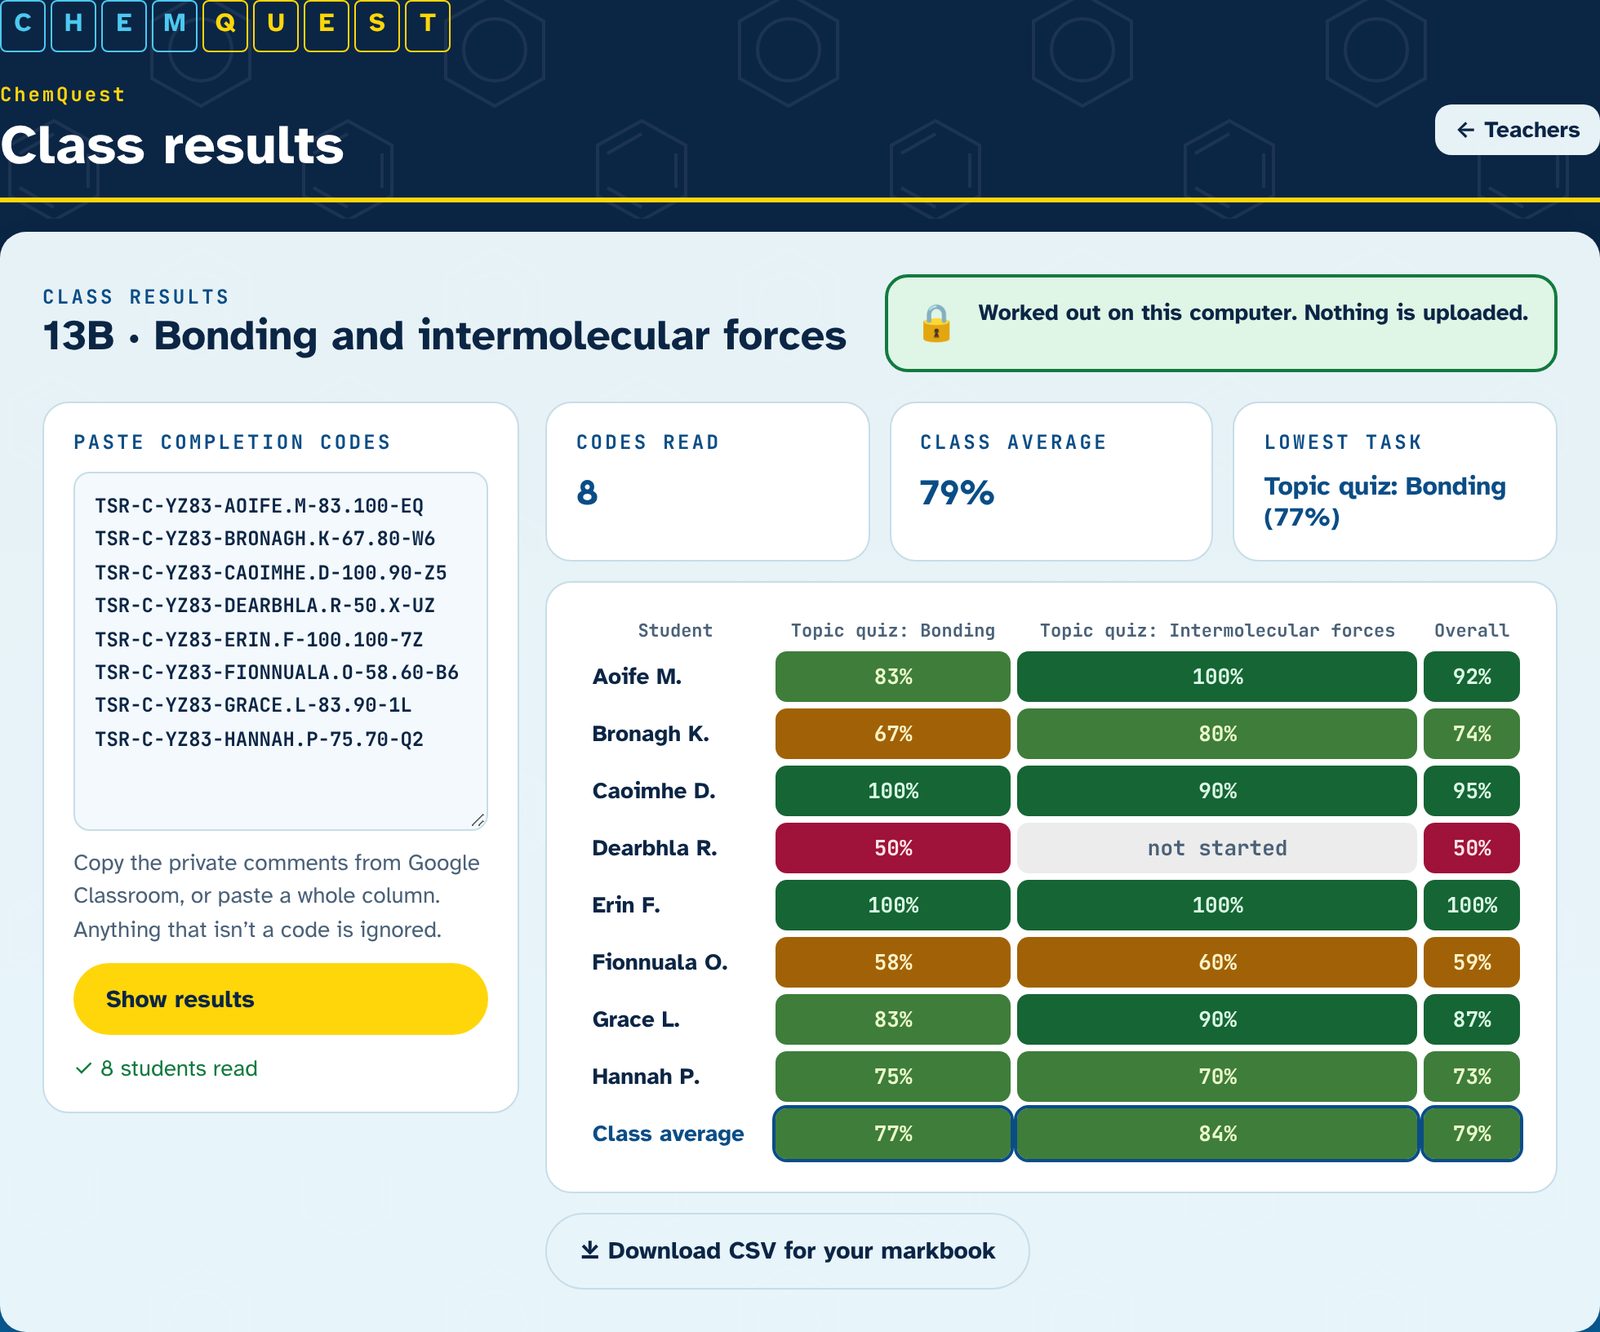 CHEMQUEST
ChemQuest
Class results
← Teachers
CLASS RESULTS
13B · Bonding and intermolecular forces
Worked out on this computer. Nothing is uploaded.
PASTE COMPLETION CODES
TSR-C-YZ83-AOIFE.M-83.100-EQ
TSR-C-YZ83-BRONAGH.K-67.80-W6
TSR-C-YZ83-CAOIMHE.D-100.90-Z5
TSR-C-YZ83-DEARBHLA.R-50.X-UZ
TSR-C-YZ83-ERIN.F-100.100-7Z
TSR-C-YZ83-FIONNUALA.O-58.60-B6
TSR-C-YZ83-GRACE.L-83.90-1L
TSR-C-YZ83-HANNAH.P-75.70-Q2
Copy the private comments from Google
Classroom, or paste a whole column.
Anything that isn’t a code is ignored.
Show results
✓ 8 students read
CODES READ
8
CLASS AVERAGE
79%
LOWEST TASK
Topic quiz: Bonding
(77%)
Student Topic quiz: Bonding Topic quiz: Intermolecular forces Overall
Aoife M. 83% 100% 92%
Bronagh K. 67% 80% 74%
Caoimhe D. 100% 90% 95%
Dearbhla R. 50% not started 50%
Erin F. 100% 100% 100%
Fionnuala O. 58% 60% 59%
Grace L. 83% 90% 87%
Hannah P. 75% 70% 73%
Class average 77% 84% 79%
Download CSV for your markbook